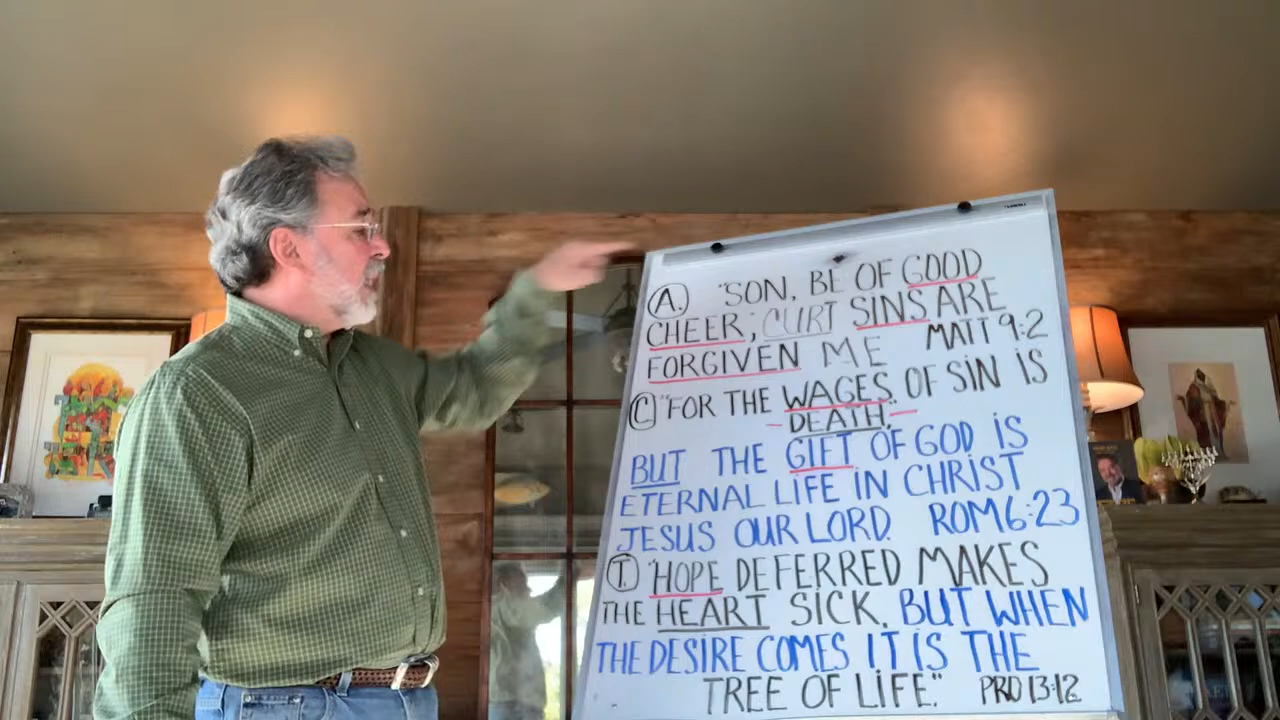 A. "SON, BE OF GOOD
CHEER; CURT SINS ARE
FORGIVEN ME MATT 9:2
C "FOR THE WAGES OF SIN IS
- DEATH, -
BUT THE GIFT OF GOD IS
ETERNAL LIFE IN CHRIST
JESUS OUR LORD. ROM 6:23
T. "HOPE DEFERRED MAKES
THE HEART SICK, BUT WHEN
THE DESIRE COMES IT IS THE
TREE OF LIFE." PRO 13:12